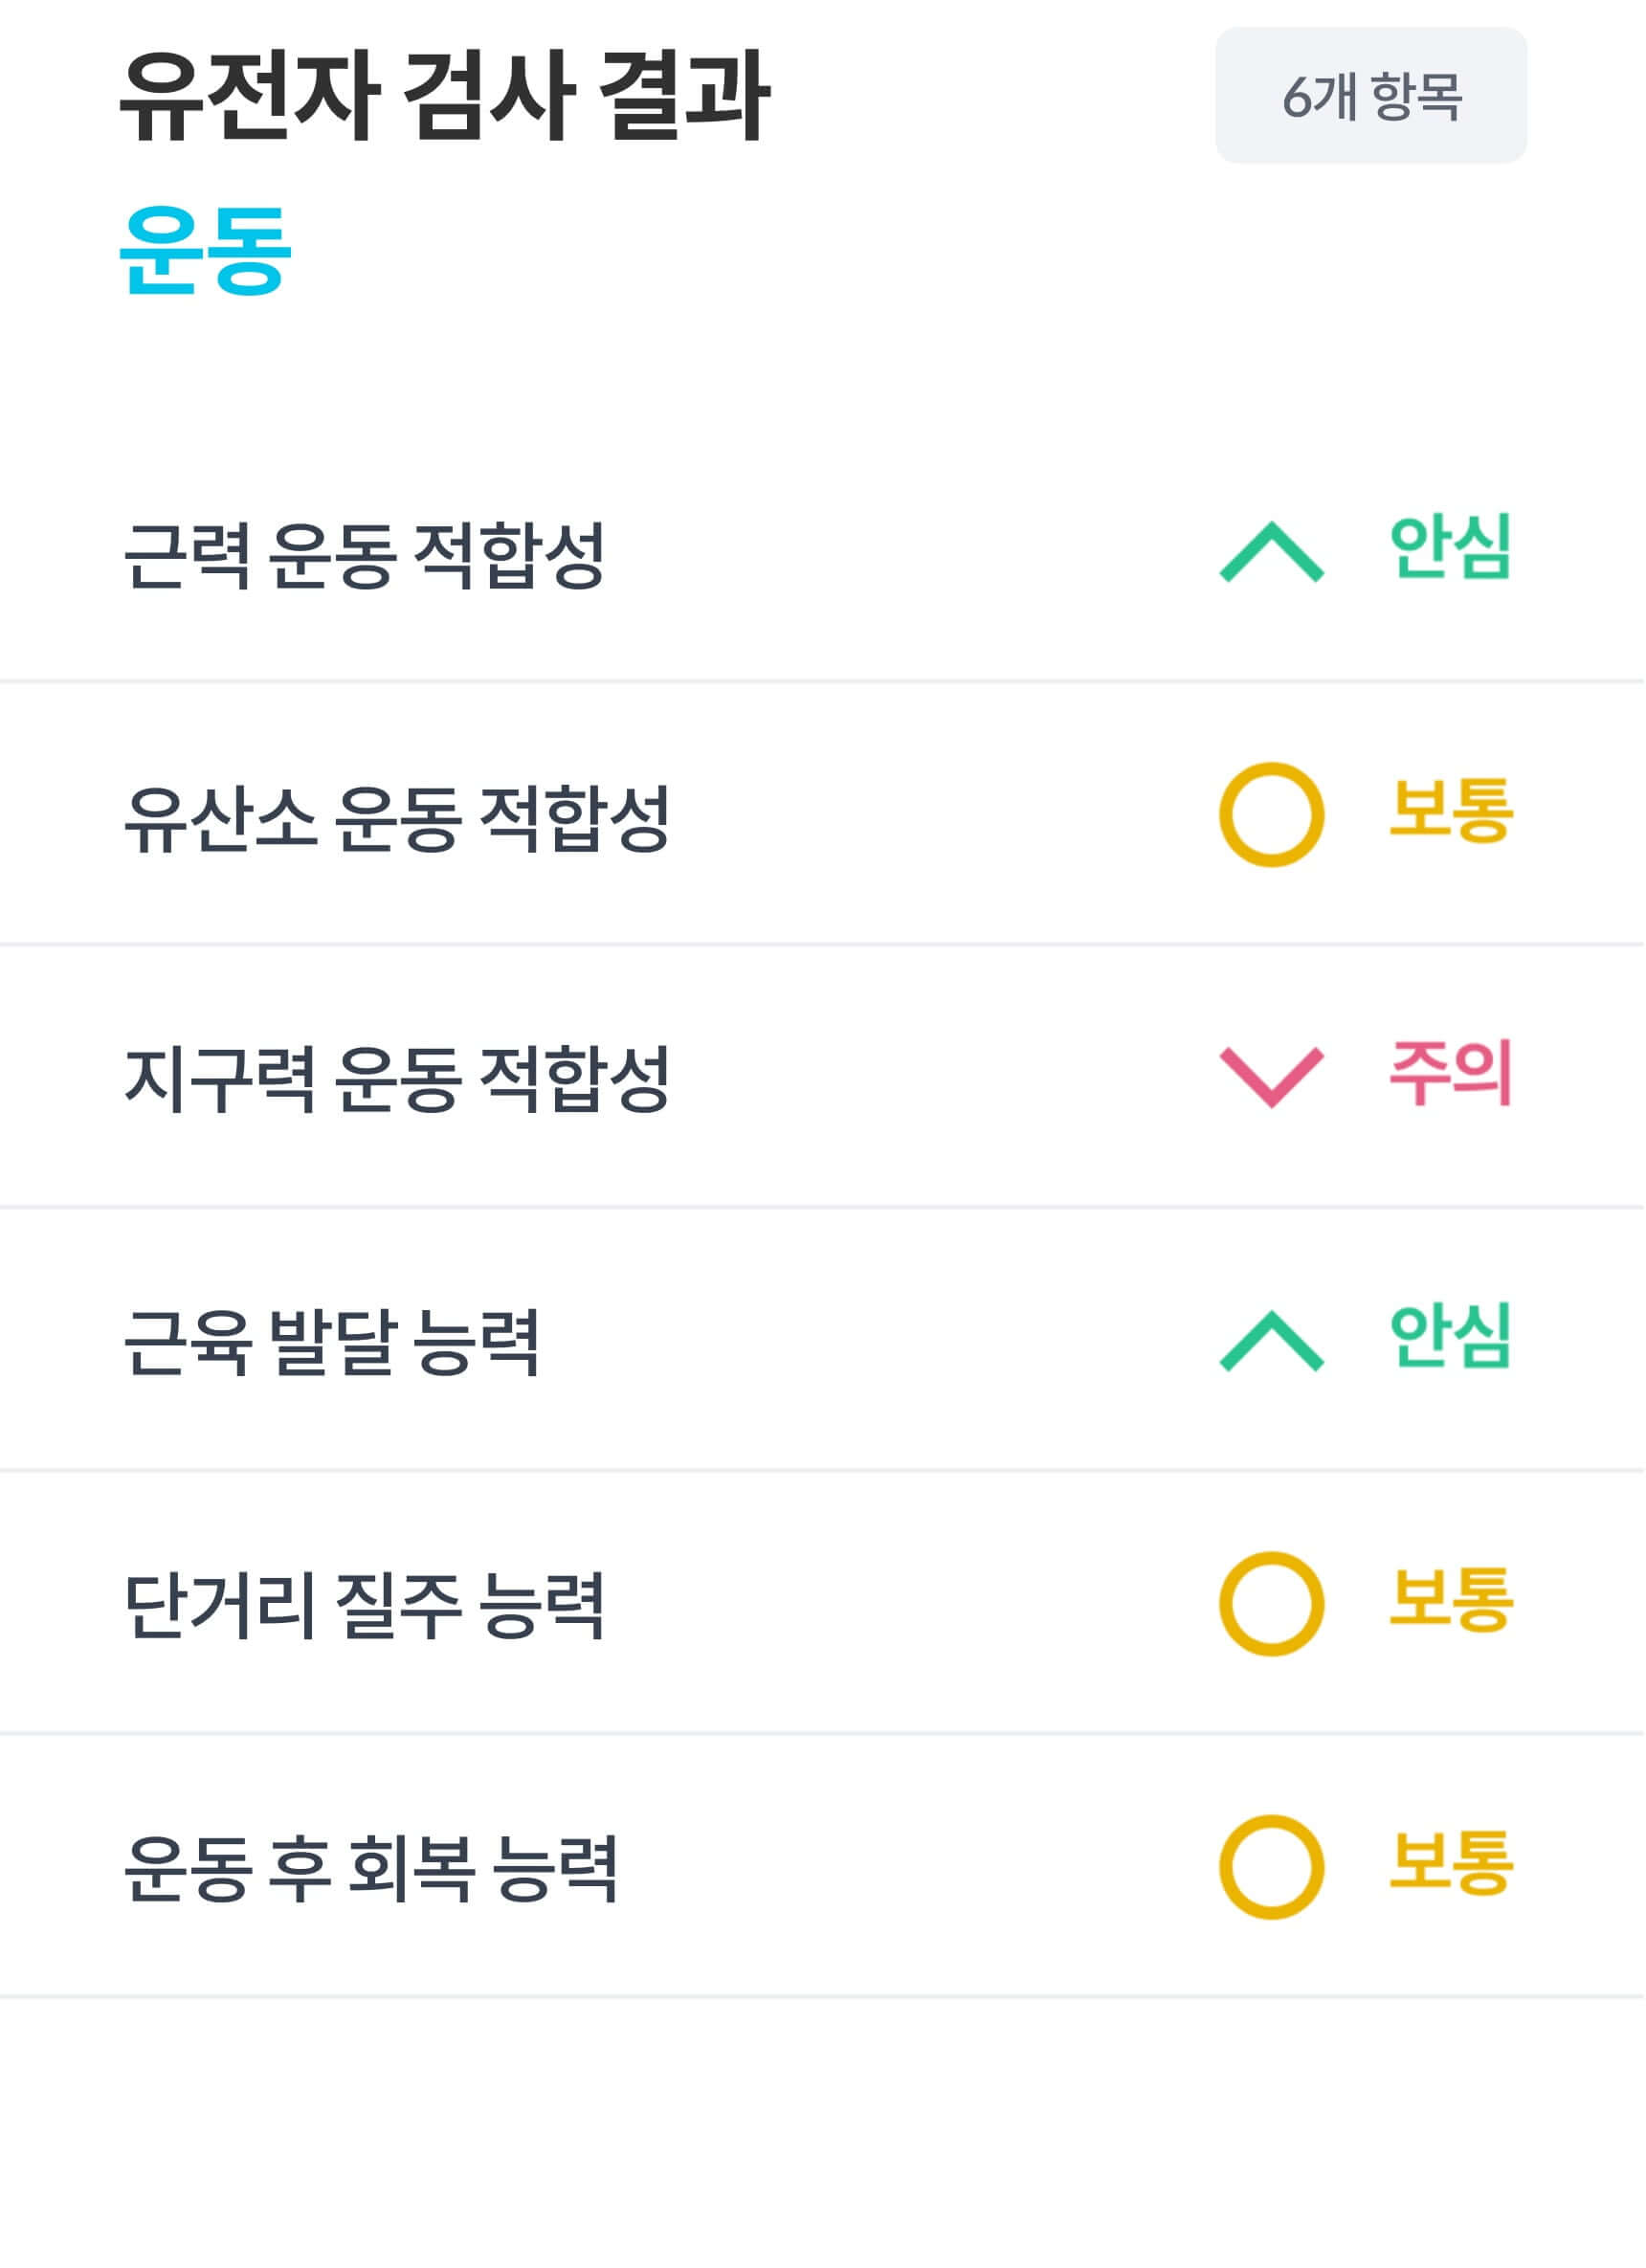 유전자 검사 결과
6개 항목
운동
근력 운동 적합성
안심
유산소 운동 적합성
보통
지구력 운동 적합성
주의
근육 발달 능력
안심
단거리 질주 능력
보통
운동 후 회복 능력
보통